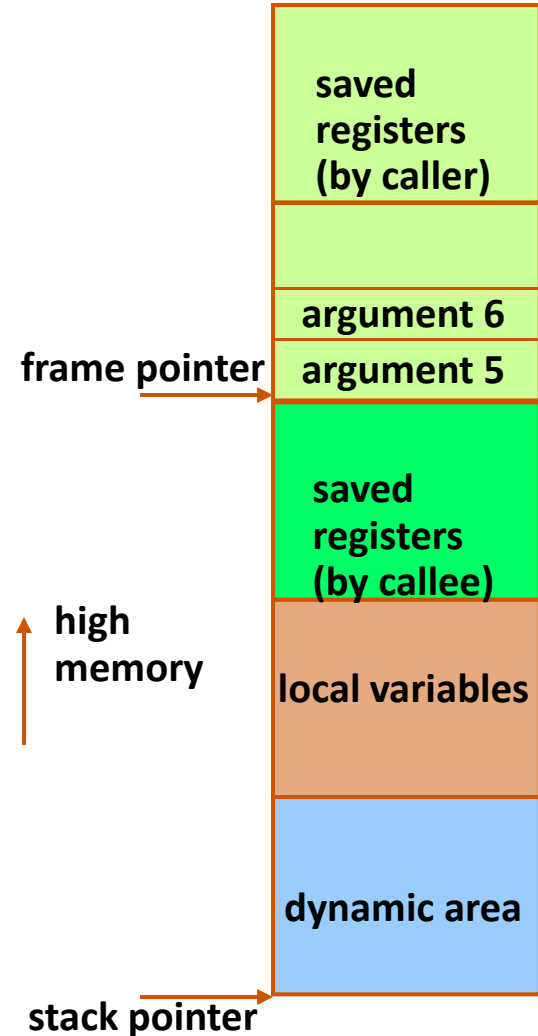 saved
registers
(by caller)
argument 6
frame pointer
argument 5
saved
registers
(by callee)
high
memory
local variables
dynamic area
stack pointer